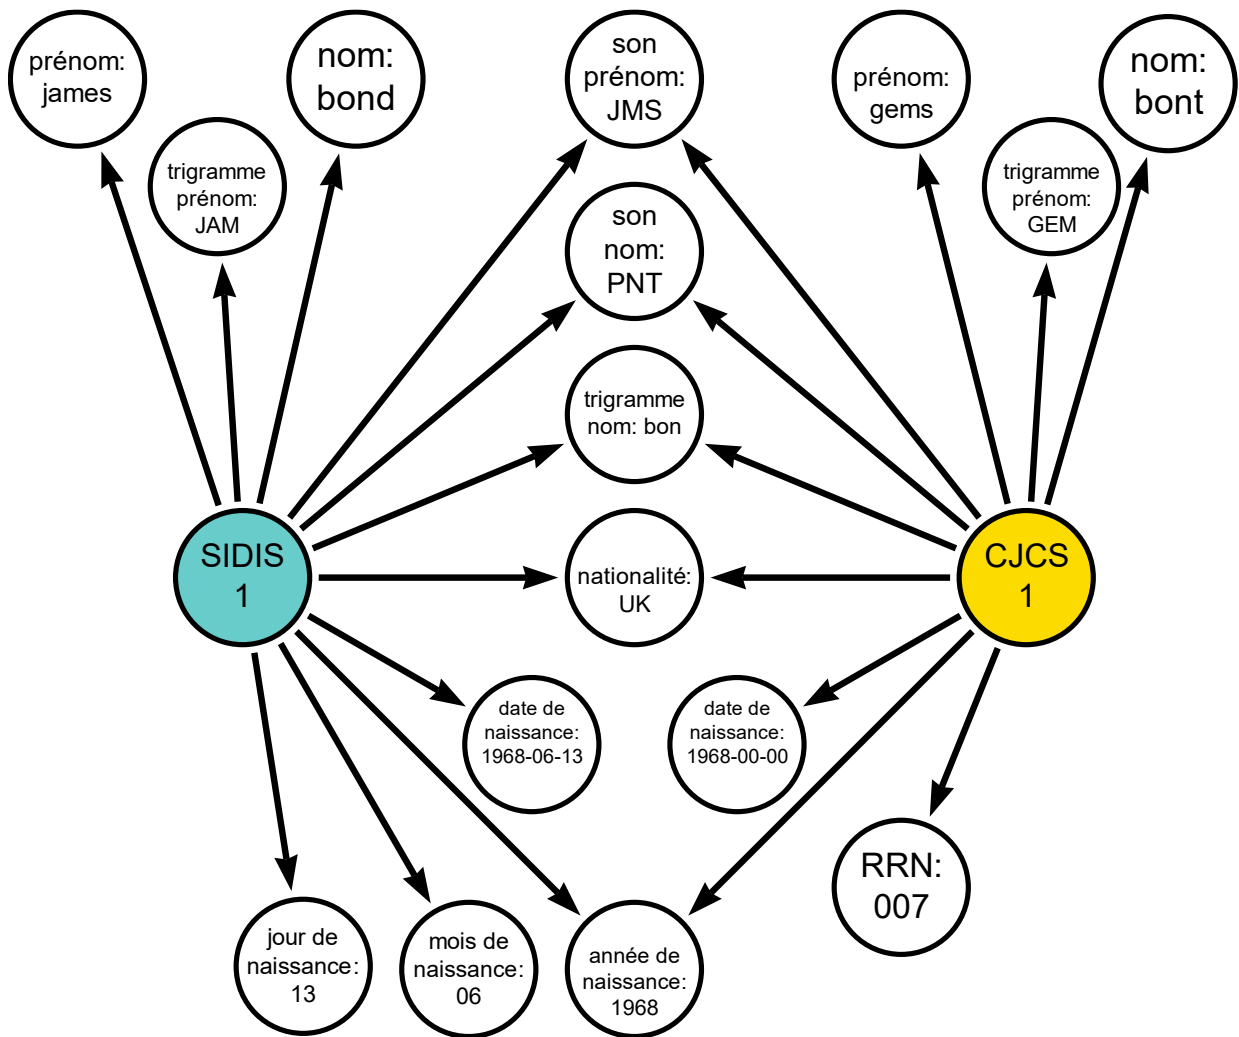 prénom:
james
nom:
bond
son
prénom:
JMS
prénom:
gems
nom:
bont
trigramme
prénom:
JAM
trigramme
prénom:
GEM
son
nom:
PNT
trigramme
nom: bon
SIDIS
1
nationalité:
UK
CJCS
1
date de
naissance:
1968-06-13
date de
naissance:
1968-00-00
RRN:
007
jour de
naissance:
13
mois de
naissance:
06
année de
naissance:
1968